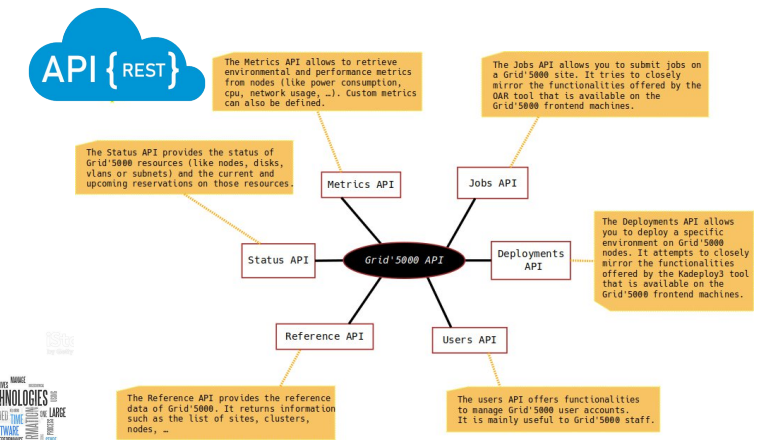 API { REST }
The Metrics API allows to retrieve
environmental and performance metrics
from nodes (like power consumption,
cpu, network usage, …). Custom metrics
can also be defined.
The Jobs API allows you to submit jobs on
a Grid'5000 site. It tries to closely
mirror the functionalities offered by the
OAR tool that is available on the
Grid'5000 frontend machines.
The Status API provides the status of
Grid'5000 resources (like nodes, disks,
vlans or subnets) and the current and
upcoming reservations on those resources.
Metrics API
Jobs API
The Deployments API allows
you to deploy a specific
environment on Grid'5000
nodes. It attempts to closely
mirror the functionalities
offered by the Kadeploy3 tool
that is available on the
Grid'5000 frontend machines.
Status API
Grid'5000 API
Deployments
API
Reference API
Users API
The Reference API provides the reference
data of Grid'5000. It returns information
such as the list of sites, clusters,
nodes, …
The users API offers functionalities
to manage Grid'5000 user accounts.
It is mainly useful to Grid'5000 staff.
HNOLOGIES
TIME
ONE LARGE
TWARE
PROCESS